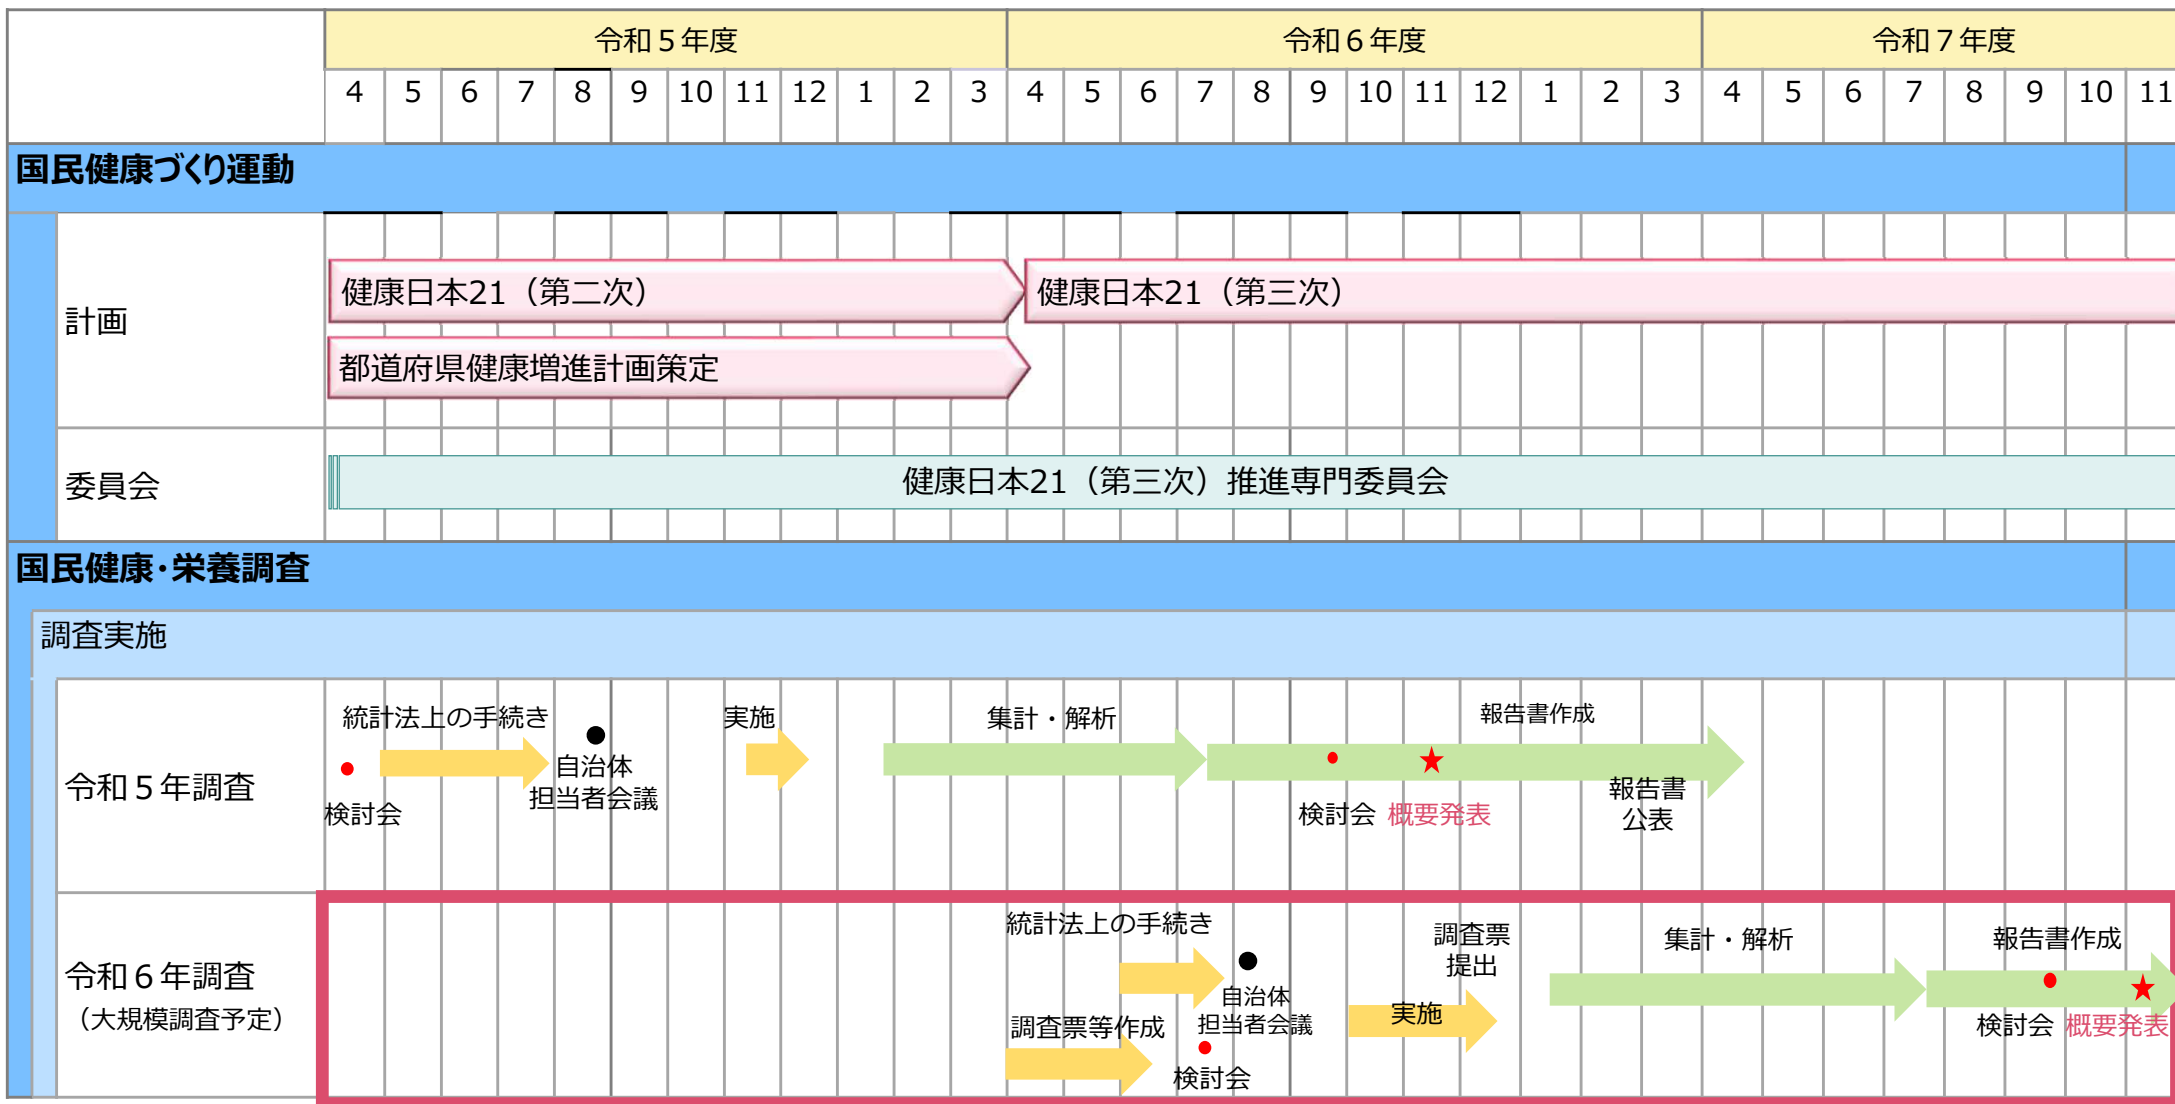 令和５年度
令和６年度
令和７年度
4 5 6 7 8 9 10 11 12 1 2 3 4 5 6 7 8 9 10 11 12 1 2 3 4 5 6 7 8 9 10 11
国民健康づくり運動
計画
健康日本21（第二次）
健康日本21（第三次）
都道府県健康増進計画策定
委員会
健康日本21（第三次）推進専門委員会
国民健康・栄養調査
調査実施
令和５年調査
統計法上の手続き
検討会
自治体
担当者会議
実施
集計・解析
報告書作成
検討会
概要発表
報告書
公表
令和６年調査
（大規模調査予定）
統計法上の手続き
調査票等作成
自治体
担当者会議
検討会
調査票
提出
実施
集計・解析
報告書作成
検討会
概要発表